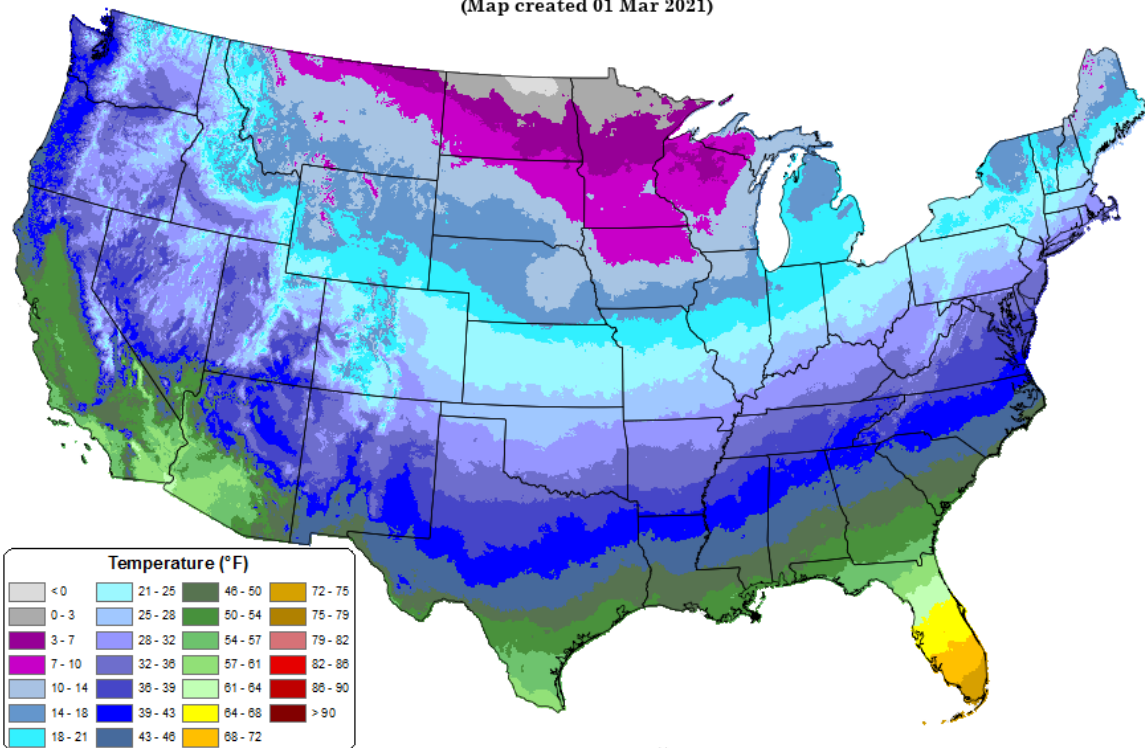 (Map created 01 Mar 2021)
Temperature (°F)
< 0
0 - 3
3 - 7
7 - 10
10 - 14
14 - 18
18 - 21
21 - 25
25 - 28
28 - 32
32 - 36
36 - 39
39 - 43
43 - 46
46 - 50
50 - 54
54 - 57
57 - 61
61 - 64
64 - 68
68 - 72
72 - 75
75 - 79
79 - 82
82 - 86
86 - 90
> 90